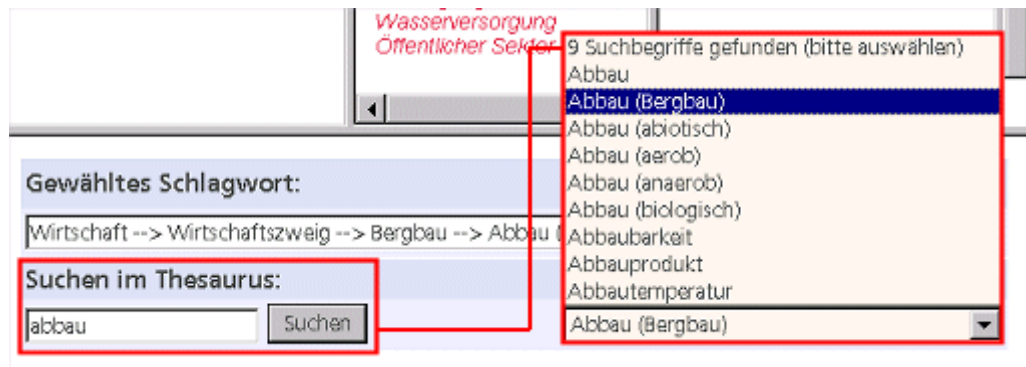 Wasserversorgung
Öffentlicher Sektor
9 Suchbegriffe gefunden (bitte auswählen)
Abbau
Abbau (Bergbau)
Abbau (abiotisch)
Abbau (aerob)
Abbau (anaerob)
Abbau (biologisch)
Abbaubarkeit
Abbauprodukt
Abbautemperatur
Abbau (Bergbau)
Gewähltes Schlagwort:
Wirtschaft --> Wirtschaftszweig --> Bergbau --> Abbau (
Suchen im Thesaurus:
abbau
Suchen